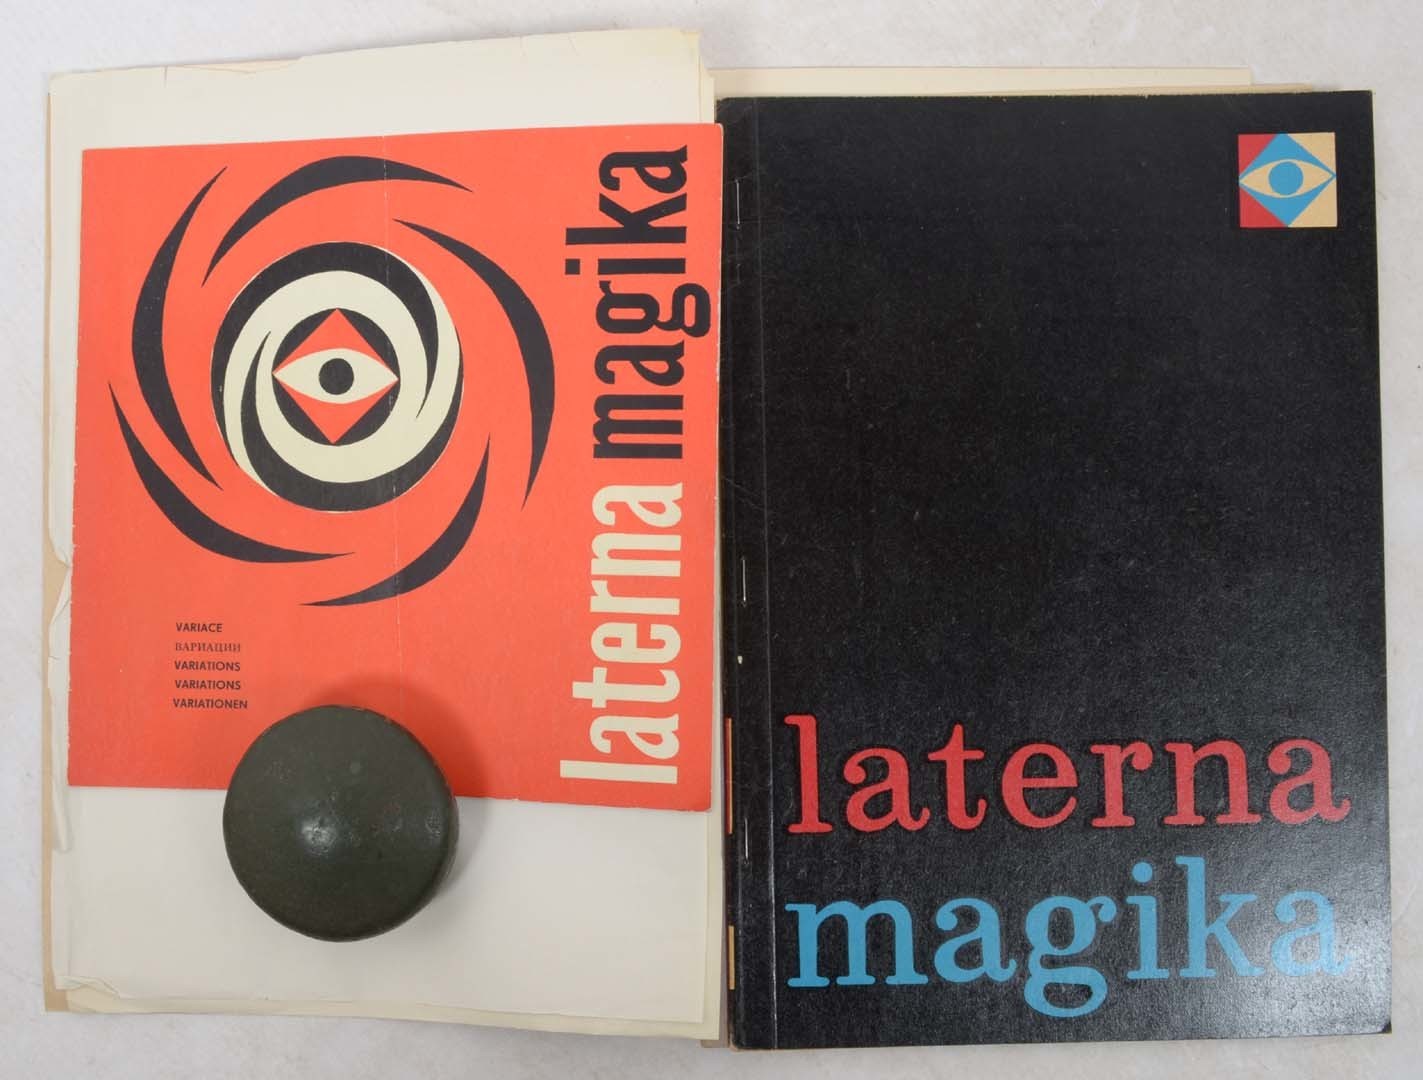 laterna magika
VARIACE
ВАРИАЦИИ
VARIATIONS
VARIATIONS
VARIATIONEN
laterna
magika